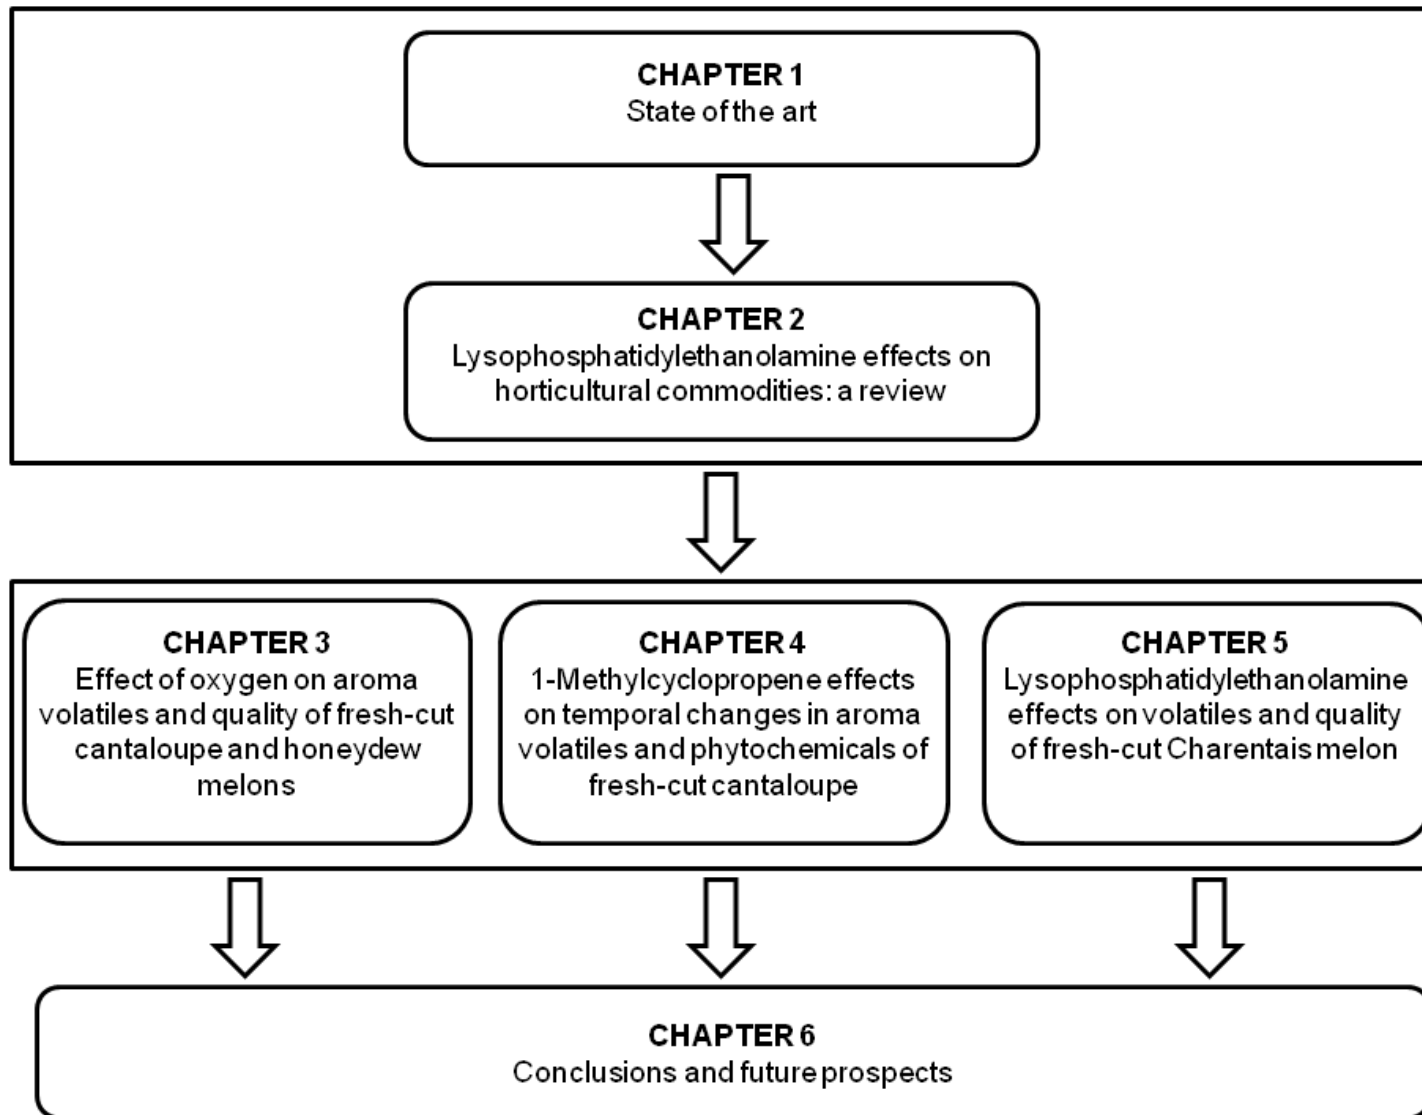 CHAPTER 1
State of the art
CHAPTER 2
Lysophosphatidylethanolamine effects on
horticultural commodities: a review
CHAPTER 3
Effect of oxygen on aroma
volatiles and quality of fresh-cut
cantaloupe and honeydew
melons
CHAPTER 4
1-Methylcyclopropene effects
on temporal changes in aroma
volatiles and phytochemicals of
fresh-cut cantaloupe
CHAPTER 5
Lysophosphatidylethanolamine
effects on volatiles and quality
of fresh-cut Charentais melon
CHAPTER 6
Conclusions and future prospects